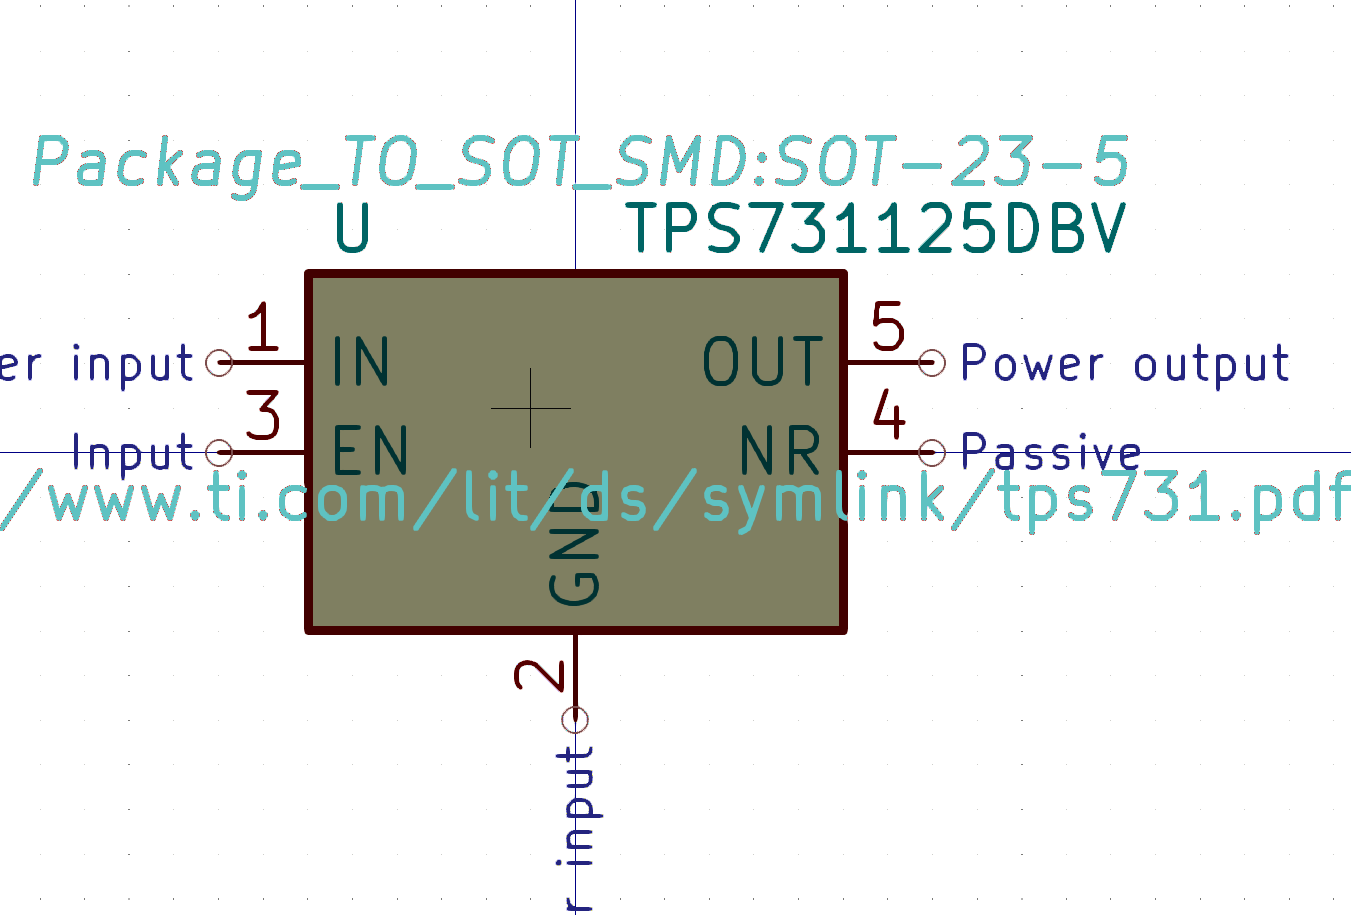 Package_TO_SOT_SMD:SOT-23-5
U TPS731125DBV
1 5
er input IN OUT Power output
3 4
Input EN NR Passive
/www.ti.com/lit/ds/symlink/tps731.pdf
GND
2
r input